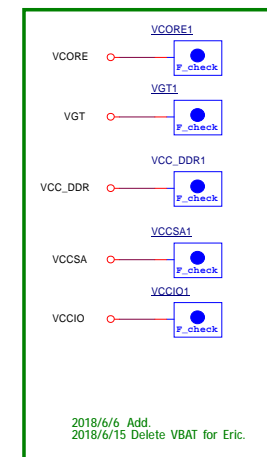 VCORE1
VCORE
F_check
VGT1
VGT
F_check
VCC_DDR1
VCC_DDR
F_check
VCCSA1
VCCSA
F_check
VCCIO1
VCCIO
F_check
2018/6/6 Add.
2018/6/15 Delete VBAT for Eric.